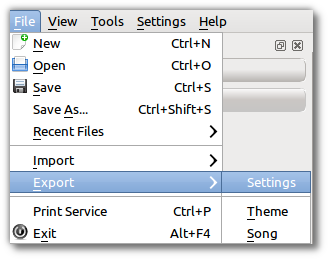 File View Tools Settings Help
New Ctrl+N
Open Ctrl+O
Save Ctrl+S
Save As... Ctrl+Shift+S
Recent Files
Import
Export Settings
Print Service Ctrl+P Theme
Exit Alt+F4 Song